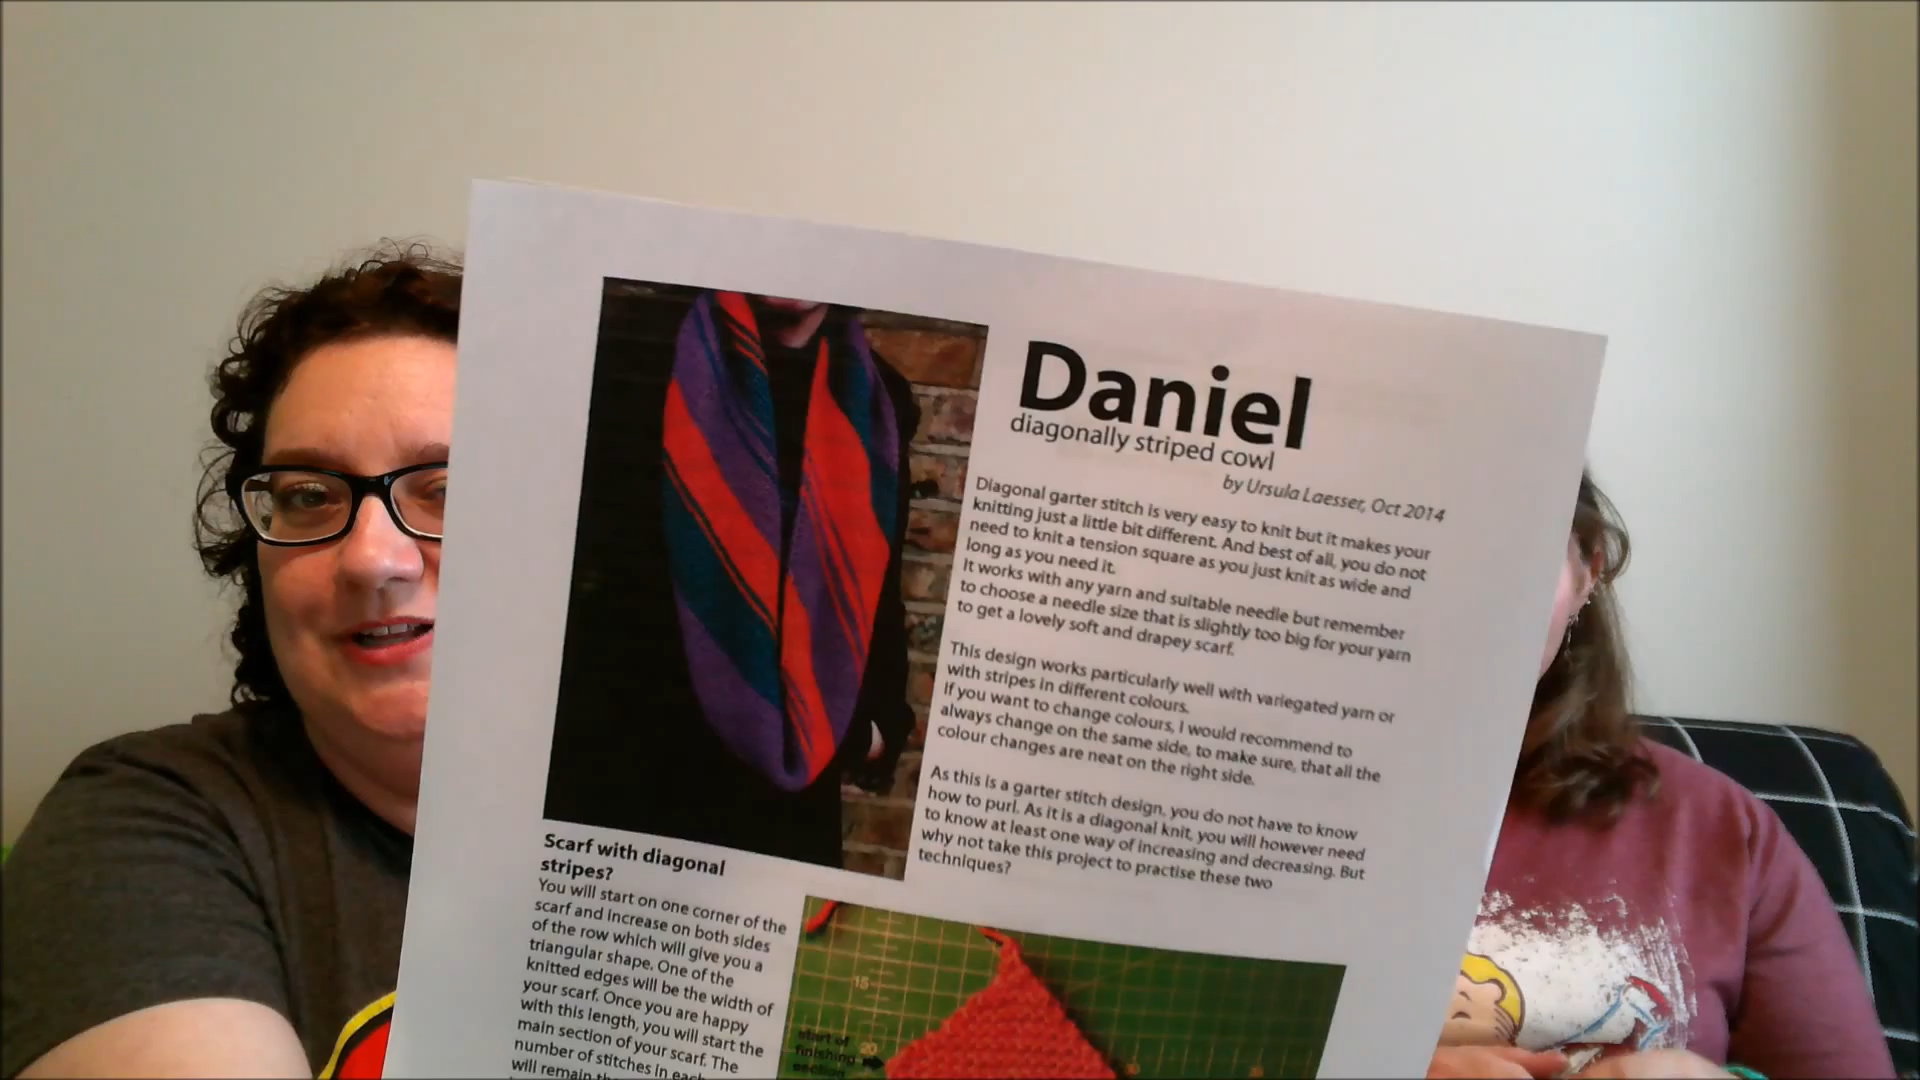 Daniel
diagonally striped cowl
by Ursula Laesser, Oct 2014
Diagonal garter stitch is very easy to knit but it makes your
knitting just a little bit different. And best of all, you do not
need to knit a tension square as you just knit as wide and
long as you need it.
It works with any yarn and suitable needle but remember
to choose a needle size that is slightly too big for your yarn
to get a lovely soft and drapey scarf.
This design works particularly well with variegated yarn or
with stripes in different colours.
If you want to change colours, I would recommend to
always change on the same side, to make sure, that all the
colour changes are neat on the right side.
As this is a garter stitch design, you do not have to know
how to purl. As it is a diagonal knit, you will however need
to know at least one way of increasing and decreasing. But
why not take this project to practise these two
techniques?
Scarf with diagonal
stripes?
You will start on one corner of the
scarf and increase on both sides
of the row which will give you a
triangular shape. One of the
knitted edges will be the width of
your scarf. Once you are happy
with this length, you will start the
main section of your scarf. The
number of stitches in each
will remain the
15
20
start of
finishing
section